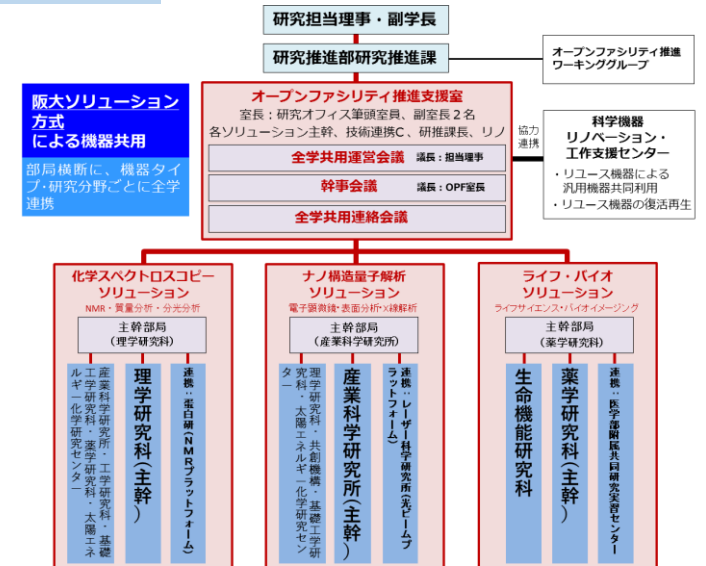 研究担当理事・副学長
研究推進部研究推進課
オープンファシリティ推進
ワーキンググループ
阪大ソリューション
方式
による機器共用
部局横断に、機器タイ
プ・研究分野ごとに全学
連携
オープンファシリティ推進支援室
室長：研究オフィス筆頭室員、副室長２名
各ソリューション主幹、技術連携C、研推課長、リノ
全学共用運営会議 議長：担当理事
幹事会議 議長：OPF室長
全学共用連絡会議
協力
連携
科学機器
リノベーション・
工作支援センター
・リユース機器による
汎用機器共同利用
・リユース機器の復活再生
化学スペクトロスコピー
ソリューション
NMR・質量分析・分光分析
主幹部局
(理学研究科)
産業科学研究所・工学研究科・基礎
工学研究科・薬学研究科・太陽エネ
ルギー化学研究センター
理学研究科(主幹)
連携：蛋白研(NMRプラットフォーム)
ナノ構造量子解析
ソリューション
電子顕微鏡・表面分析・X線解析
主幹部局
(産業科学研究所)
理学研究科・共創機構・基礎工学研
究科・太陽エネルギー化学研究セン
ター
産業科学研究所(主幹)
連携：レーザー科学研究所(光ビームプ
ラットフォーム)
ライフ・バイオ
ソリューション
ライフサイエンス・バイオイメージング
主幹部局
(薬学研究科)
生命機能研究科
薬学研究科(主幹)
連携：医学部附属共同研究実習センター